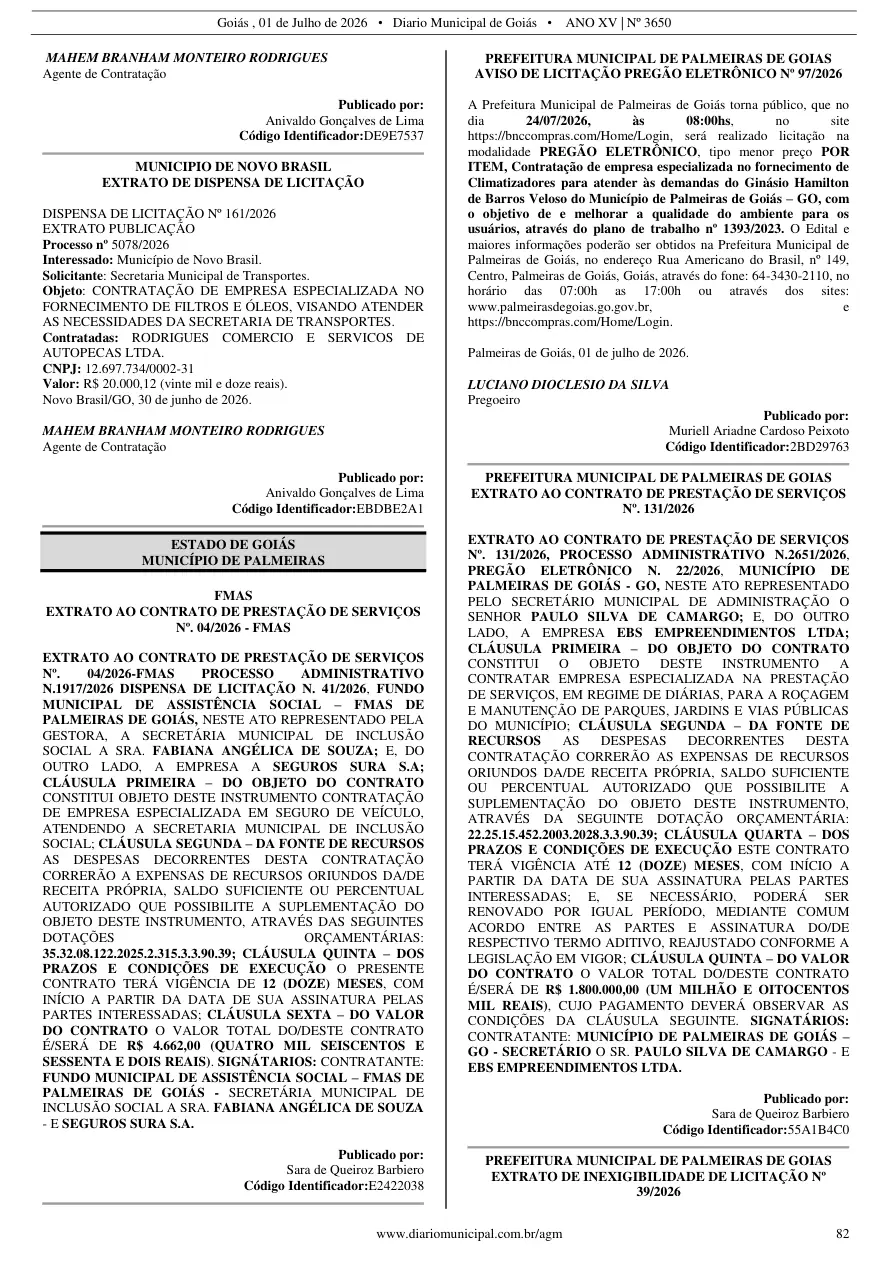 Goiás , 01 de Julho de 2026 • Diario Municipal de Goiás • ANO XV | Nº 3650
MAHEM BRANHAM MONTEIRO RODRIGUES
Agente de Contratação
Publicado por:
Anivaldo Gonçalves de Lima
Código Identificador:DE9E7537
MUNICIPIO DE NOVO BRASIL
EXTRATO DE DISPENSA DE LICITAÇÃO
DISPENSA DE LICITAÇÃO Nº 161/2026
EXTRATO PUBLICAÇÃO
Processo nº 5078/2026
Interessado: Município de Novo Brasil.
Solicitante: Secretaria Municipal de Transportes.
Objeto: CONTRATAÇÃO DE EMPRESA ESPECIALIZADA NO
FORNECIMENTO DE FILTROS E ÓLEOS, VISANDO ATENDER
AS NECESSIDADES DA SECRETARIA DE TRANSPORTES.
Contratadas: RODRIGUES COMERCIO E SERVICOS DE
AUTOPECAS LTDA.
CNPJ: 12.697.734/0002-31
Valor: R$ 20.000,12 (vinte mil e doze reais).
Novo Brasil/GO, 30 de junho de 2026.
MAHEM BRANHAM MONTEIRO RODRIGUES
Agente de Contratação
Publicado por:
Anivaldo Gonçalves de Lima
Código Identificador:EBDBE2A1
ESTADO DE GOIÁS
MUNICÍPIO DE PALMEIRAS
FMAS
EXTRATO AO CONTRATO DE PRESTAÇÃO DE SERVIÇOS
Nº. 04/2026 - FMAS
EXTRATO AO CONTRATO DE PRESTAÇÃO DE SERVIÇOS
Nº. 04/2026-FMAS PROCESSO ADMINISTRATIVO
N.1917/2026 DISPENSA DE LICITAÇÃO N. 41/2026, FUNDO
MUNICIPAL DE ASSISTÊNCIA SOCIAL – FMAS DE
PALMEIRAS DE GOIÁS, NESTE ATO REPRESENTADO PELA
GESTORA, A SECRETÁRIA MUNICIPAL DE INCLUSÃO
SOCIAL A SRA. FABIANA ANGÉLICA DE SOUZA; E, DO
OUTRO LADO, A EMPRESA A SEGUROS SURA S.A;
CLÁUSULA PRIMEIRA – DO OBJETO DO CONTRATO
CONSTITUI OBJETO DESTE INSTRUMENTO CONTRATAÇÃO
DE EMPRESA ESPECIALIZADA EM SEGURO DE VEÍCULO,
ATENDENDO A SECRETARIA MUNICIPAL DE INCLUSÃO
SOCIAL; CLÁUSULA SEGUNDA – DA FONTE DE RECURSOS
AS DESPESAS DECORRENTES DESTA CONTRATAÇÃO
CORRERÃO A EXPENSAS DE RECURSOS ORIUNDOS DA/DE
RECEITA PRÓPRIA, SALDO SUFICIENTE OU PERCENTUAL
AUTORIZADO QUE POSSIBILITE A SUPLEMENTAÇÃO DO
OBJETO DESTE INSTRUMENTO, ATRAVÉS DAS SEGUINTES
DOTAÇÕES ORÇAMENTÁRIAS:
35.32.08.122.2025.2.315.3.3.90.39; CLÁUSULA QUINTA – DOS
PRAZOS E CONDIÇÕES DE EXECUÇÃO O PRESENTE
CONTRATO TERÁ VIGÊNCIA DE 12 (DOZE) MESES, COM
INÍCIO A PARTIR DA DATA DE SUA ASSINATURA PELAS
PARTES INTERESSADAS; CLÁUSULA SEXTA – DO VALOR
DO CONTRATO O VALOR TOTAL DO/DESTE CONTRATO
É/SERÁ DE R$ 4.662,00 (QUATRO MIL SEISCENTOS E
SESSENTA E DOIS REAIS). SIGNÁTARIOS: CONTRATANTE:
FUNDO MUNICIPAL DE ASSISTÊNCIA SOCIAL – FMAS DE
PALMEIRAS DE GOIÁS - SECRETÁRIA MUNICIPAL DE
INCLUSÃO SOCIAL A SRA. FABIANA ANGÉLICA DE SOUZA
- E SEGUROS SURA S.A.
Publicado por:
Sara de Queiroz Barbiero
Código Identificador:E2422038
PREFEITURA MUNICIPAL DE PALMEIRAS DE GOIAS
AVISO DE LICITAÇÃO PREGÃO ELETRÔNICO Nº 97/2026
A Prefeitura Municipal de Palmeiras de Goiás torna público, que no
dia 24/07/2026, às 08:00hs, no site
https://bnccompras.com/Home/Login, será realizado licitação na
modalidade PREGÃO ELETRÔNICO, tipo menor preço POR
ITEM, Contratação de empresa especializada no fornecimento de
Climatizadores para atender às demandas do Ginásio Hamilton
de Barros Veloso do Município de Palmeiras de Goiás – GO, com
o objetivo de e melhorar a qualidade do ambiente para os
usuários, através do plano de trabalho nº 1393/2023. O Edital e
maiores informações poderão ser obtidos na Prefeitura Municipal de
Palmeiras de Goiás, no endereço Rua Americano do Brasil, nº 149,
Centro, Palmeiras de Goiás, Goiás, através do fone: 64-3430-2110, no
horário das 07:00h as 17:00h ou através dos sites:
www.palmeirasdegoias.go.gov.br, e
https://bnccompras.com/Home/Login.
Palmeiras de Goiás, 01 de julho de 2026.
LUCIANO DIOCLESIO DA SILVA
Pregoeiro
Publicado por:
Muriell Ariadne Cardoso Peixoto
Código Identificador:2BD29763
PREFEITURA MUNICIPAL DE PALMEIRAS DE GOIAS
EXTRATO AO CONTRATO DE PRESTAÇÃO DE SERVIÇOS
Nº. 131/2026
EXTRATO AO CONTRATO DE PRESTAÇÃO DE SERVIÇOS
Nº. 131/2026, PROCESSO ADMINISTRATIVO N.2651/2026,
PREGÃO ELETRÔNICO N. 22/2026, MUNICÍPIO DE
PALMEIRAS DE GOIÁS - GO, NESTE ATO REPRESENTADO
PELO SECRETÁRIO MUNICIPAL DE ADMINISTRAÇÃO O
SENHOR PAULO SILVA DE CAMARGO; E, DO OUTRO
LADO, A EMPRESA EBS EMPREENDIMENTOS LTDA;
CLÁUSULA PRIMEIRA – DO OBJETO DO CONTRATO
CONSTITUI O OBJETO DESTE INSTRUMENTO A
CONTRATAR EMPRESA ESPECIALIZADA NA PRESTAÇÃO
DE SERVIÇOS, EM REGIME DE DIÁRIAS, PARA A ROÇAGEM
E MANUTENÇÃO DE PARQUES, JARDINS E VIAS PÚBLICAS
DO MUNICÍPIO; CLÁUSULA SEGUNDA – DA FONTE DE
RECURSOS AS DESPESAS DECORRENTES DESTA
CONTRATAÇÃO CORRERÃO AS EXPENSAS DE RECURSOS
ORIUNDOS DA/DE RECEITA PRÓPRIA, SALDO SUFICIENTE
OU PERCENTUAL AUTORIZADO QUE POSSIBILITE A
SUPLEMENTAÇÃO DO OBJETO DESTE INSTRUMENTO,
ATRAVÉS DA SEGUINTE DOTAÇÃO ORÇAMENTÁRIA:
22.25.15.452.2003.2028.3.3.90.39; CLÁUSULA QUARTA – DOS
PRAZOS E CONDIÇÕES DE EXECUÇÃO ESTE CONTRATO
TERÁ VIGÊNCIA ATÉ 12 (DOZE) MESES, COM INÍCIO A
PARTIR DA DATA DE SUA ASSINATURA PELAS PARTES
INTERESSADAS; E, SE NECESSÁRIO, PODERÁ SER
RENOVADO POR IGUAL PERÍODO, MEDIANTE COMUM
ACORDO ENTRE AS PARTES E ASSINATURA DO/DE
RESPECTIVO TERMO ADITIVO, REAJUSTADO CONFORME A
LEGISLAÇÃO EM VIGOR; CLÁUSULA QUINTA – DO VALOR
DO CONTRATO O VALOR TOTAL DO/DESTE CONTRATO
É/SERÁ DE R$ 1.800.000,00 (UM MILHÃO E OITOCENTOS
MIL REAIS), CUJO PAGAMENTO DEVERÁ OBSERVAR AS
CONDIÇÕES DA CLÁUSULA SEGUINTE. SIGNATÁRIOS:
CONTRATANTE: MUNICÍPIO DE PALMEIRAS DE GOIÁS –
GO - SECRETÁRIO O SR. PAULO SILVA DE CAMARGO - E
EBS EMPREENDIMENTOS LTDA.
Publicado por:
Sara de Queiroz Barbiero
Código Identificador:55A1B4C0
PREFEITURA MUNICIPAL DE PALMEIRAS DE GOIAS
EXTRATO DE INEXIGIBILIDADE DE LICITAÇÃO Nº
39/2026
www.diariomunicipal.com.br/agm 82